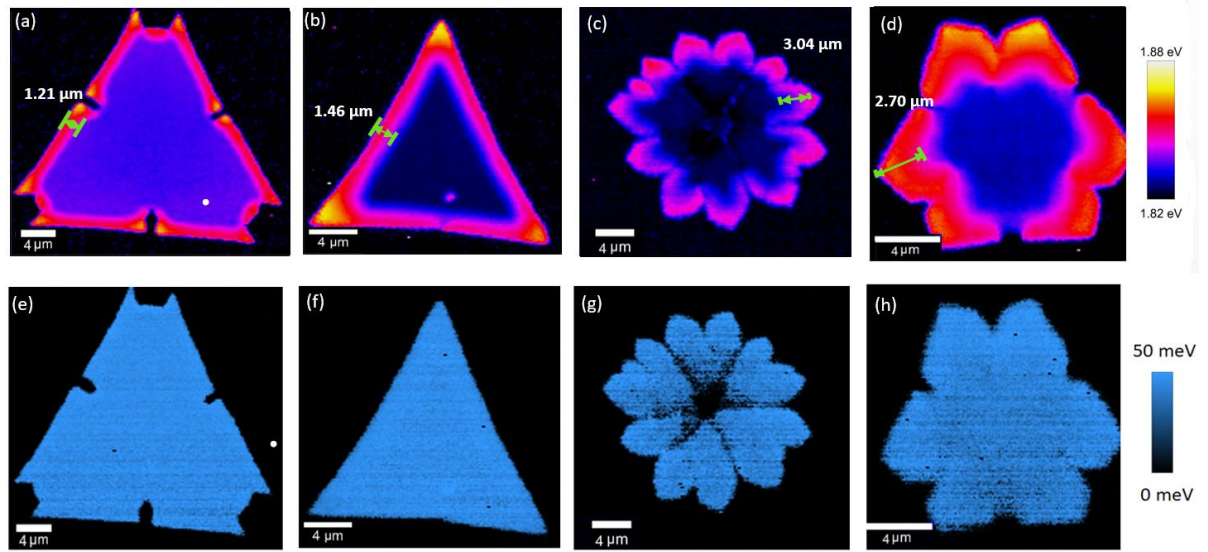 (a)
1.21 µm
4 µm
(b)
1.46 µm
4 µm
(c)
3.04 µm
4 µm
(d)
2.70 µm
4 µm
1.88 eV
1.82 eV
(e)
4 µm
(f)
4 µm
(g)
4 µm
(h)
4 µm
50 meV
0 meV